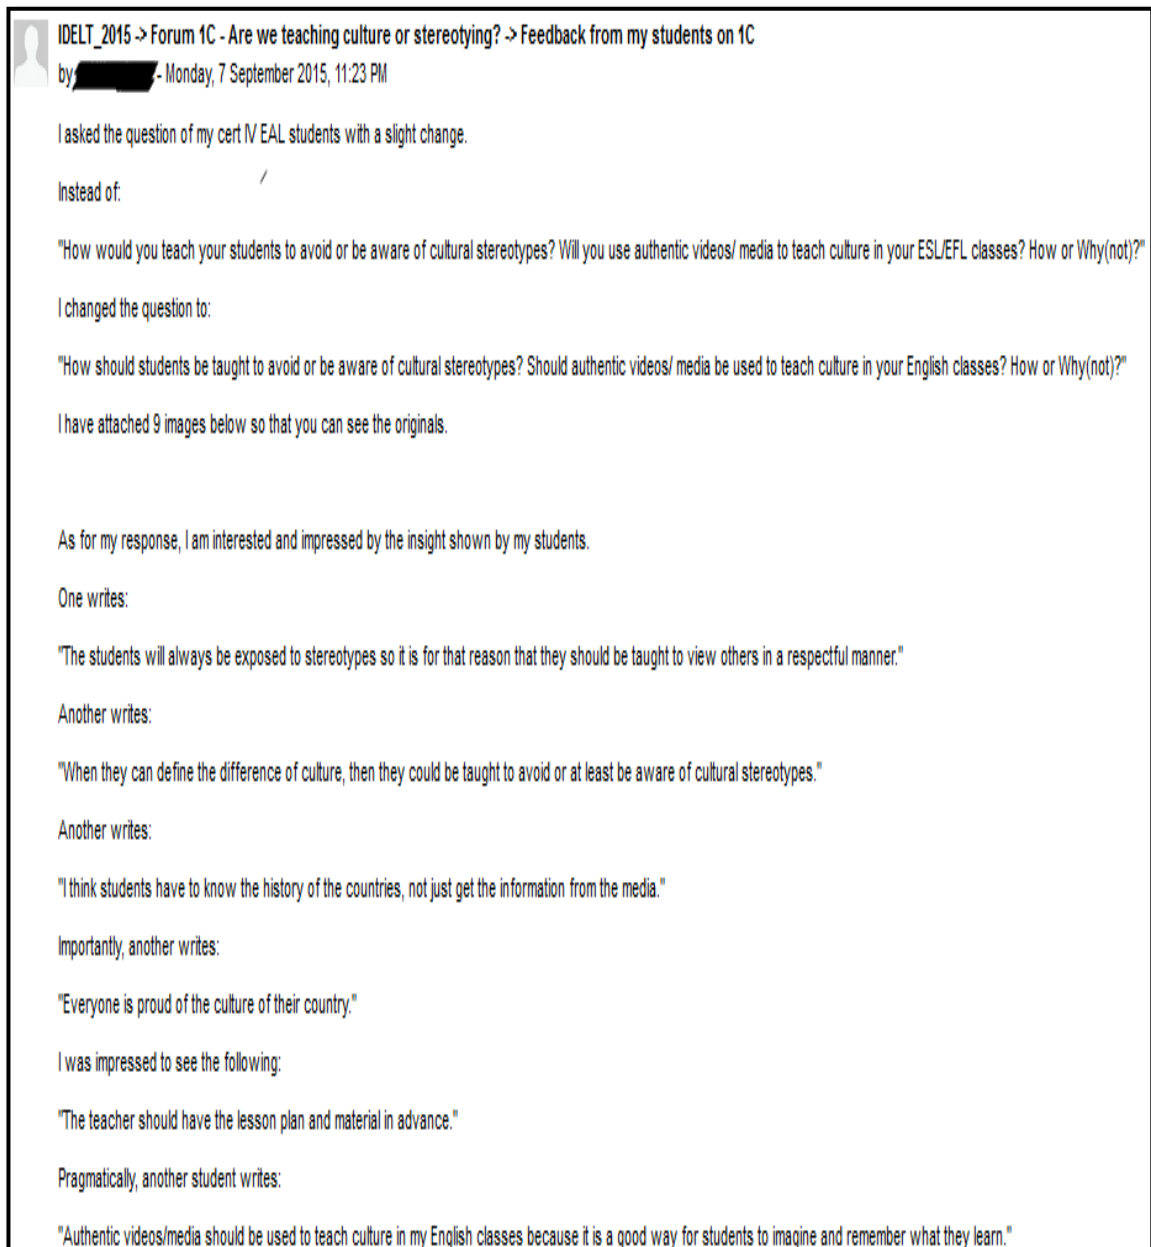 IDELT_2015 -> Forum 1C - Are we teaching culture or stereotying? -> Feedback from my students on 1C
by - Monday, 7 September 2015, 11:23 PM
I asked the question of my cert IV EAL students with a slight change.
Instead of:
"How would you teach your students to avoid or be aware of cultural stereotypes? Will you use authentic videos/ media to teach culture in your ESL/EFL classes? How or Why(not)?"
I changed the question to:
"How should students be taught to avoid or be aware of cultural stereotypes? Should authentic videos/ media be used to teach culture in your English classes? How or Why(not)?"
I have attached 9 images below so that you can see the originals.
As for my response, I am interested and impressed by the insight shown by my students.
One writes:
"The students will always be exposed to stereotypes so it is for that reason that they should be taught to view others in a respectful manner."
Another writes:
"When they can define the difference of culture, then they could be taught to avoid or at least be aware of cultural stereotypes."
Another writes:
"I think students have to know the history of the countries, not just get the information from the media."
Importantly, another writes:
"Everyone is proud of the culture of their country."
I was impressed to see the following:
"The teacher should have the lesson plan and material in advance."
Pragmatically, another student writes:
"Authentic videos/media should be used to teach culture in my English classes because it is a good way for students to imagine and remember what they learn."